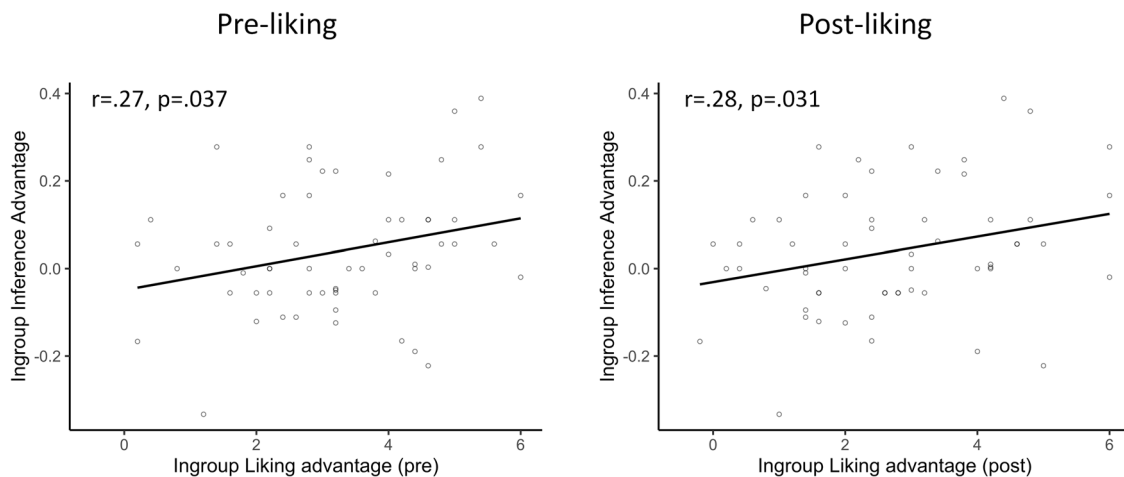 Pre-liking
r=.27, p=.037
Ingroup Inference Advantage
0.4
0.2
0.0
-0.2
0
2
4
6
Ingroup Liking advantage (pre)
Post-liking
r=.28, p=.031
Ingroup Inference Advantage
0.4
0.2
0.0
-0.2
0
2
4
6
Ingroup Liking advantage (post)